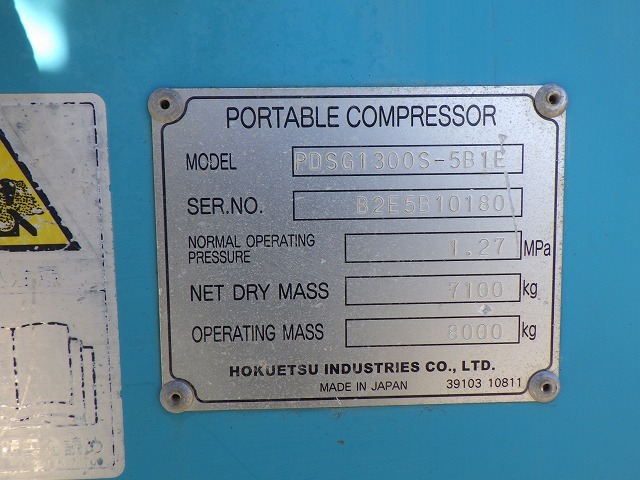 PORTABLE COMPRESSOR
MODEL PDSG1300S-5B1E
SER.NO. B2E5B10180
NORMAL OPERATING PRESSURE 1.27 MPa
NET DRY MASS 7100 kg
OPERATING MASS 8000 kg
HOKUETSU INDUSTRIES CO., LTD.
MADE IN JAPAN 39103 10811